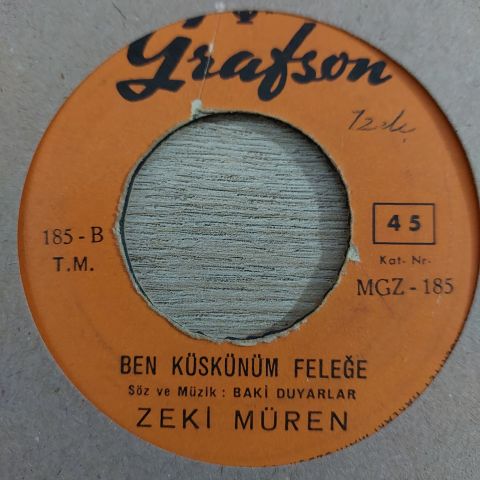 Grafson
185 - B
T.M.
45
Kat- Nr.
MGZ - 185
BEN KÜSKÜNÜM FELEĞE
Söz ve Müzik : BAKİ DUYARLAR
ZEKİ MÜREN